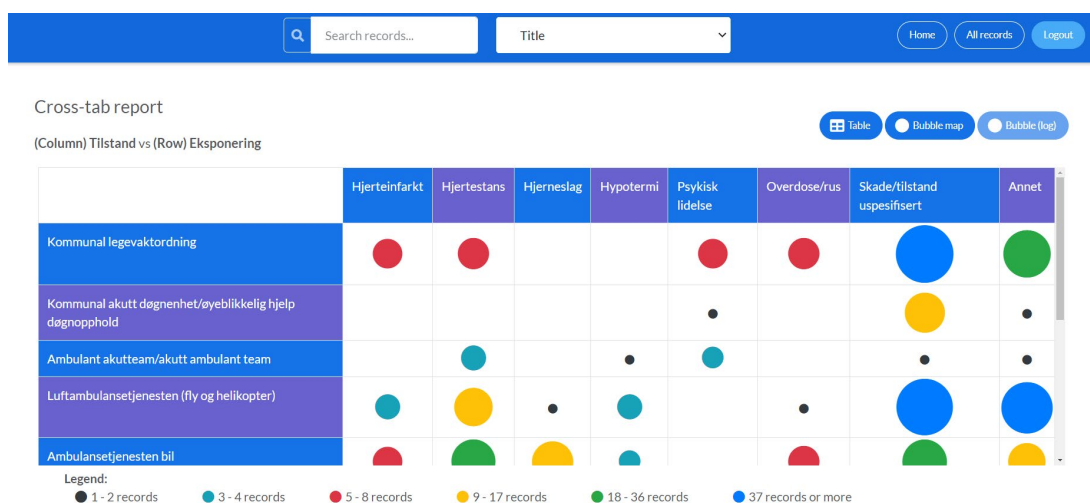 Search records...
Title
Home
All records
Logout
Cross-tab report
Table
Bubble map
Bubble (log)
(Column) Tilstand vs (Row) Eksponering
Hjerteinfarkt
Hjertestans
Hjerneslag
Hypotermi
Psykisk
lidelse
Overdose/rus
Skade/tilstand
uspesifisert
Annet
Kommunal legevaktordning
Kommunal akutt døgnenhet/øyeblikkelig hjelp
døgnopphold
Ambulant akutteam/akutt ambulant team
Luftambulansetjenesten (fly og helikopter)
Ambulansetjenesten bil
Legend:
1 - 2 records
3 - 4 records
5 - 8 records
9 - 17 records
18 - 36 records
37 records or more